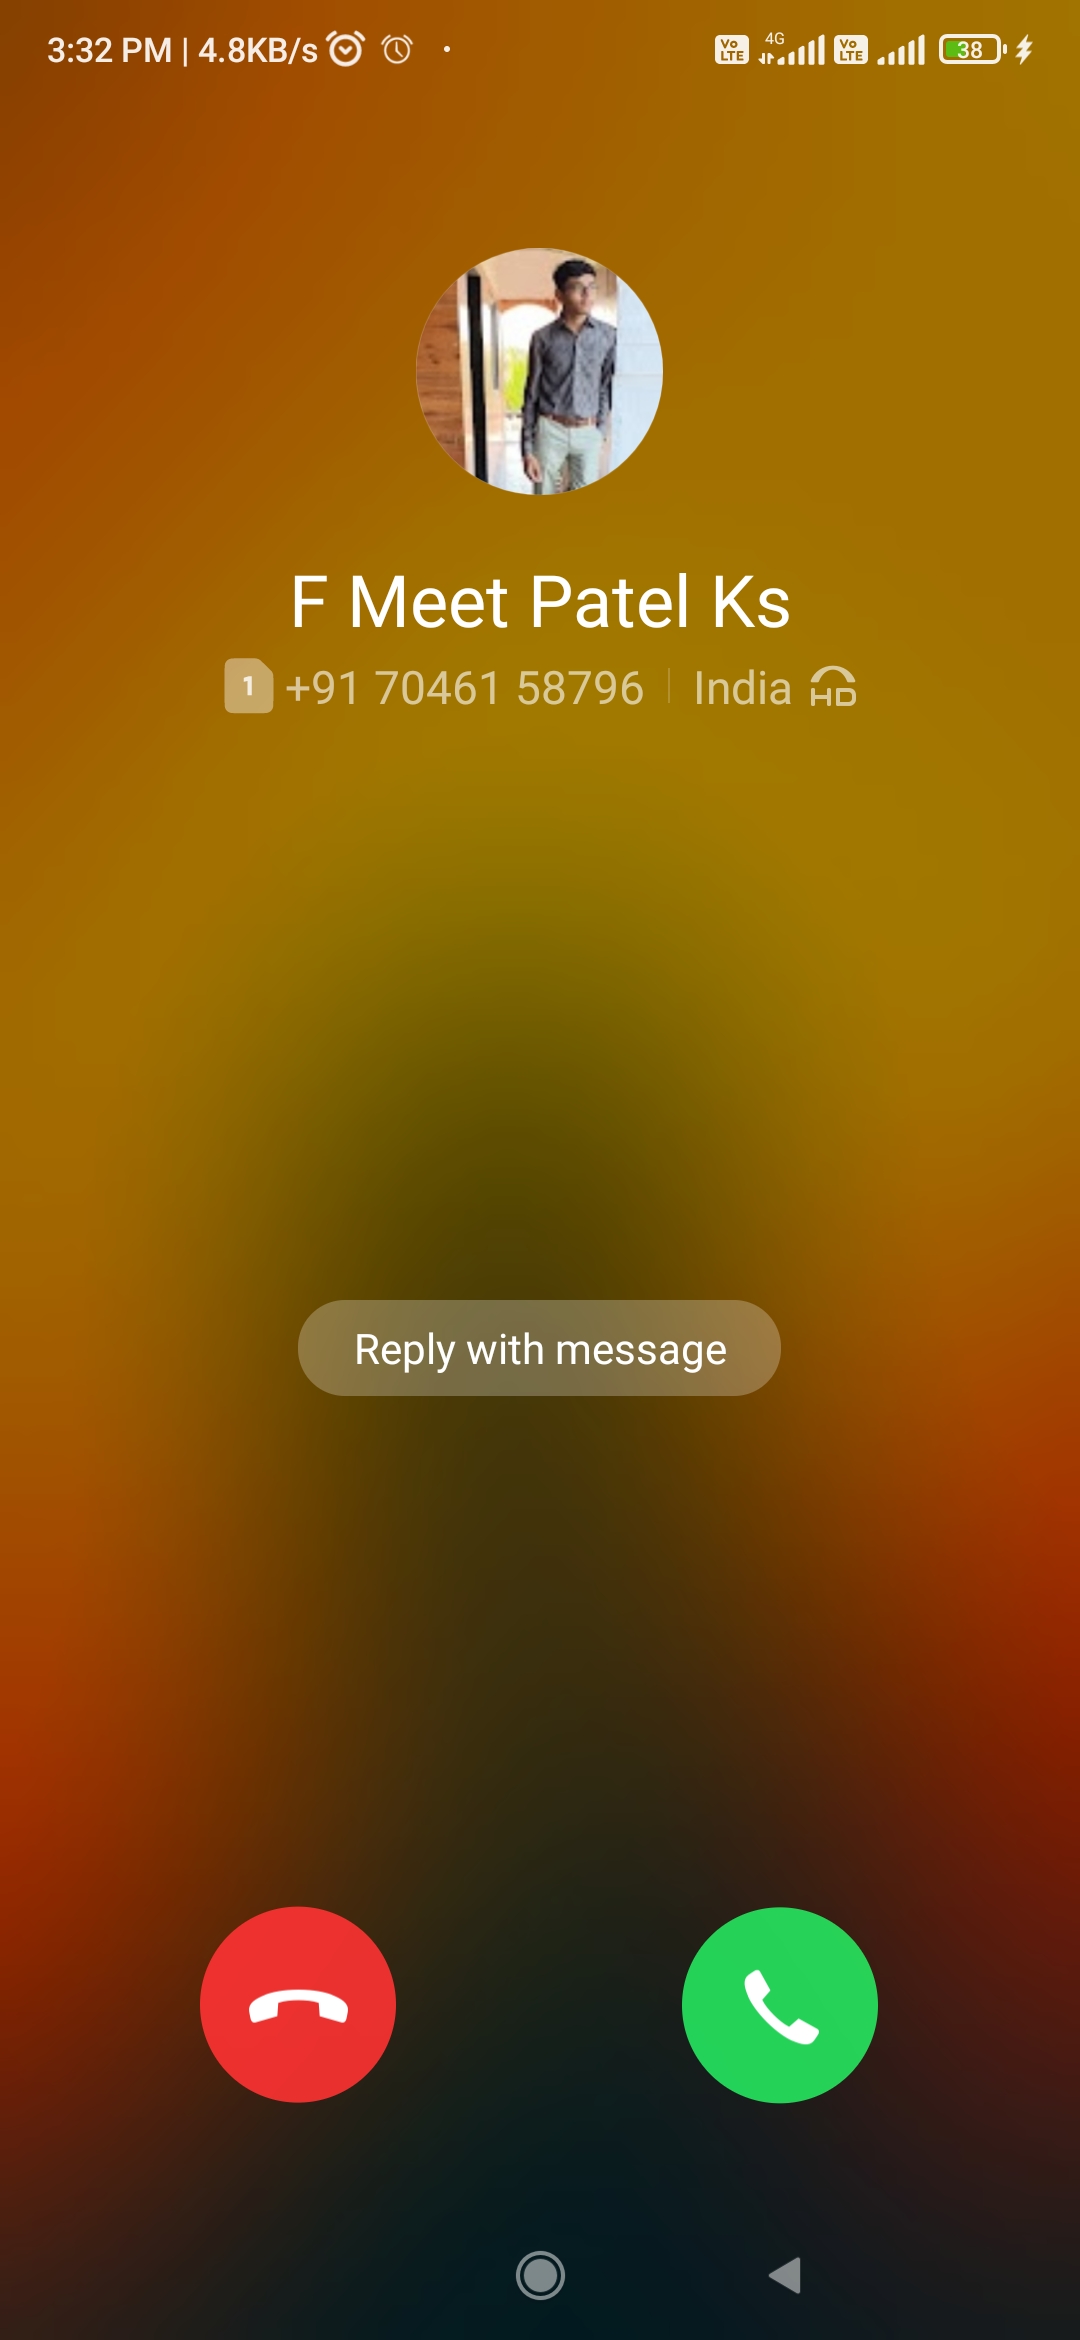 3:32 PM | 4.8KB/s
Vo LTE 4G Vo LTE 38
F Meet Patel Ks
1 +91 70461 58796 | India HD
Reply with message